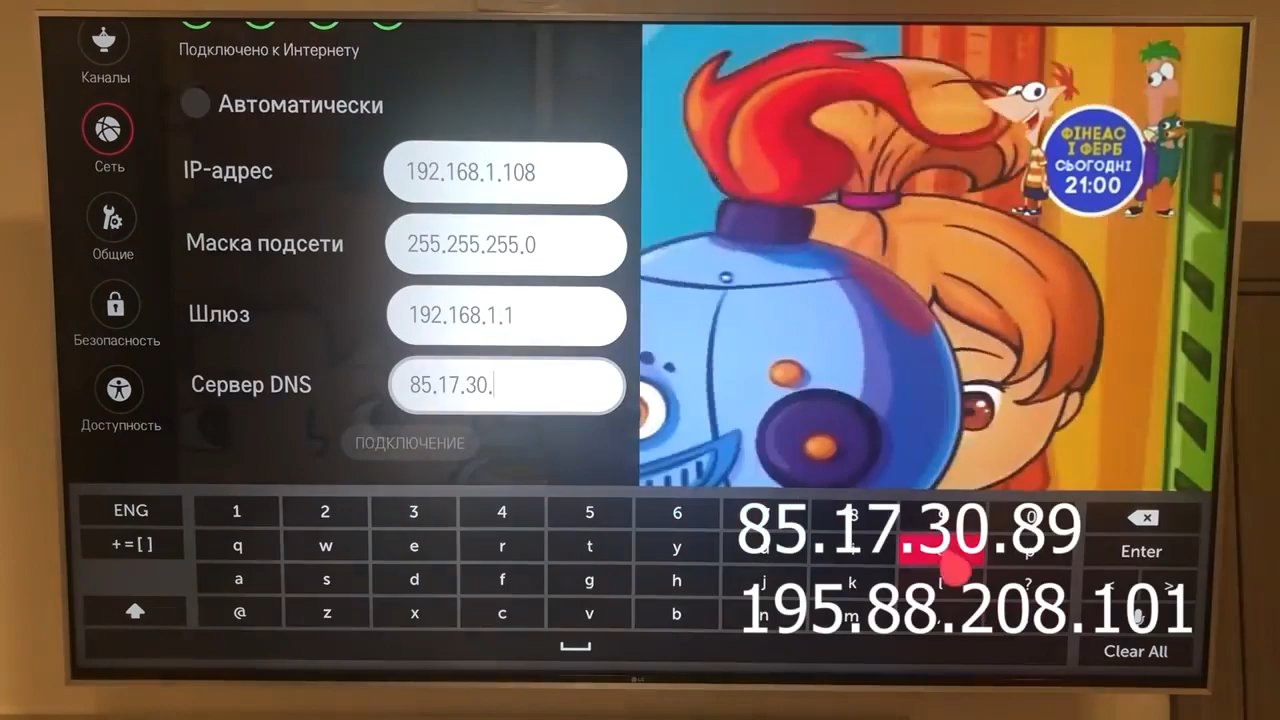 Каналы
Сеть
Общие
Безопасность
Доступность
Подключено к Интернету
Автоматически
IP-адрес 192.168.1.108
Маска подсети 255.255.255.0
Шлюз 192.168.1.1
Сервер DNS 85.17.30.
ПОДКЛЮЧЕНИЕ
ФІНЕАС
І ФЕРБ
СЬОГОДНІ
21:00
85.17.30.89
195.88.208.101
ENG 1 2 3 4 5 6 8
+=[] q w e r t y p Enter
a s d f g h j k l ? < >
@ z x c v b n m
Clear All
LG